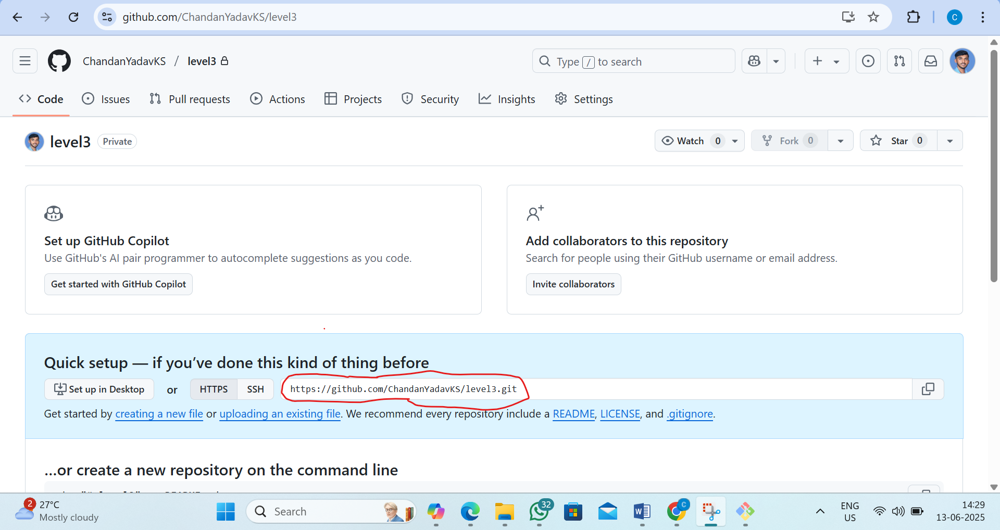 github.com/ChandanYadavKS/level3
C
ChandanYadavKS / level3
Type / to search
Code Issues Pull requests Actions Projects Security Insights Settings
level3 Private
Watch 0 Fork 0 Star 0
Set up GitHub Copilot
Use GitHub's AI pair programmer to autocomplete suggestions as you code.
Get started with GitHub Copilot
Add collaborators to this repository
Search for people using their GitHub username or email address.
Invite collaborators
Quick setup — if you’ve done this kind of thing before
Set up in Desktop or HTTPS SSH https://github.com/ChandanYadavKS/level3.git
Get started by creating a new file or uploading an existing file. We recommend every repository include a README, LICENSE, and .gitignore.
…or create a new repository on the command line
2 27°C
Mostly cloudy
Search
32
C
ENG
US
14:29
13-06-2025